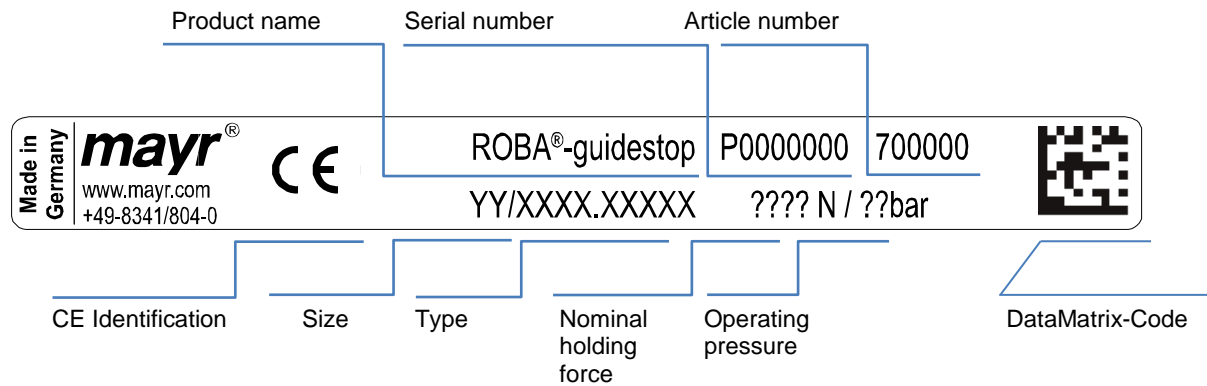 Product name Serial number Article number
Made in
Germany
mayr®
www.mayr.com
+49-8341/804-0
CE
ROBA®-guidestop P0000000 700000
YY/XXXX.XXXXX ???? N / ??bar
CE Identification Size Type Nominal
holding
force Operating
pressure DataMatrix-Code